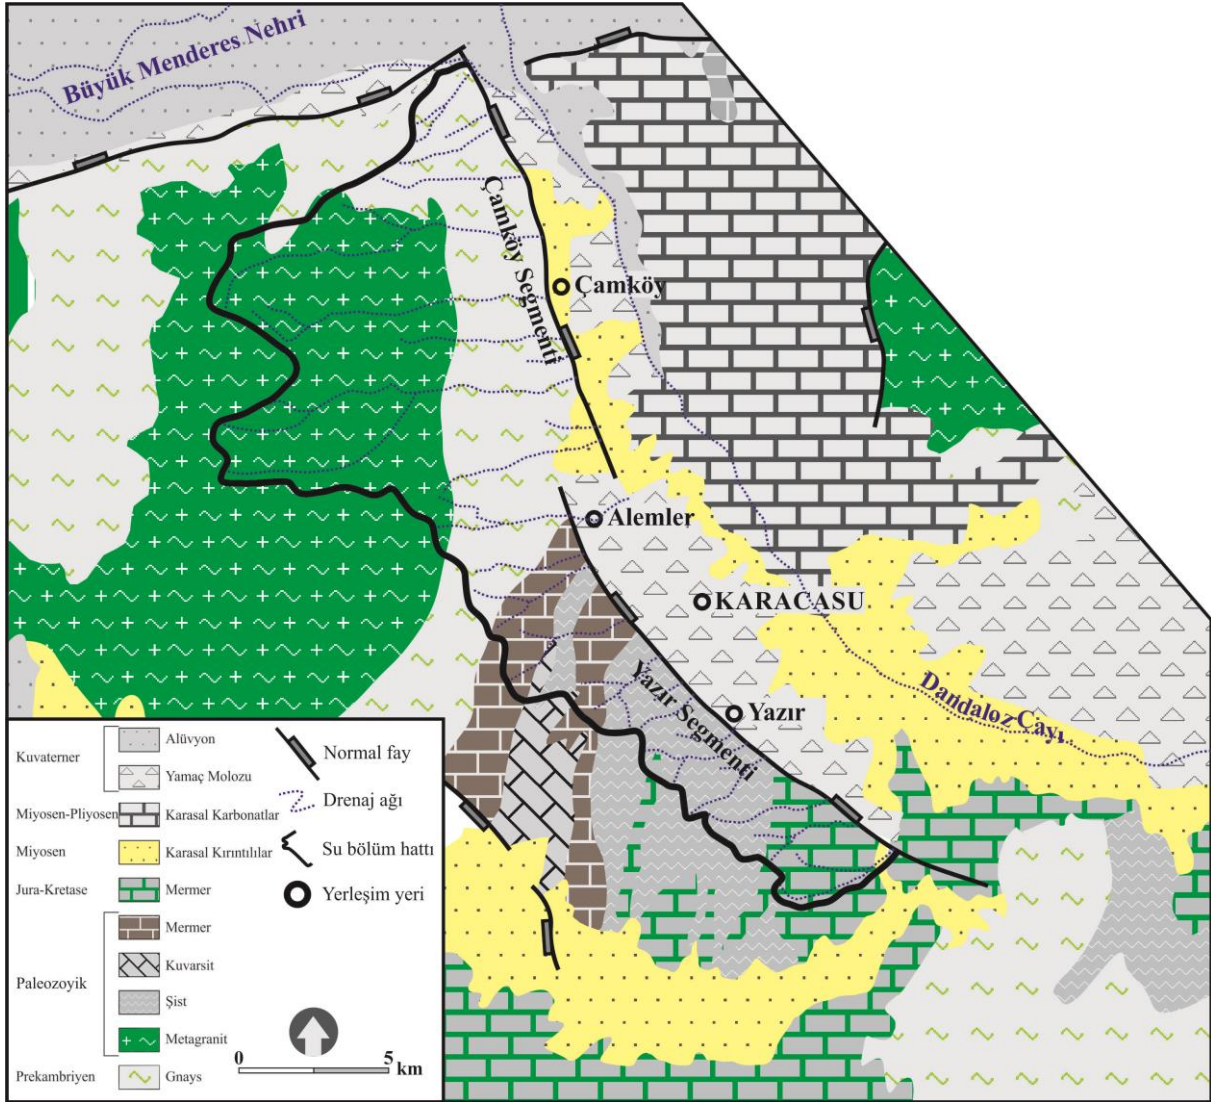 Büyük Menderes Nehri
Çamköy Segmenti
Çamköy
Alemler
KARACASU
Yazır
Yazır Segmenti
Dandaloz Çayı
Kuvaterner
Alüvyon
Yamaç Molozu
Miyosen-Pliyosen
Karasal Karbonatlar
Miyosen
Karasal Kırıntılılar
Jura-Kretase
Mermer
Paleozoyik
Mermer
Kuvarsit
Şist
Metagranit
Prekambriyen
Gnays
Normal fay
Drenaj ağı
Su bölüm hattı
Yerleşim yeri
0 5
km